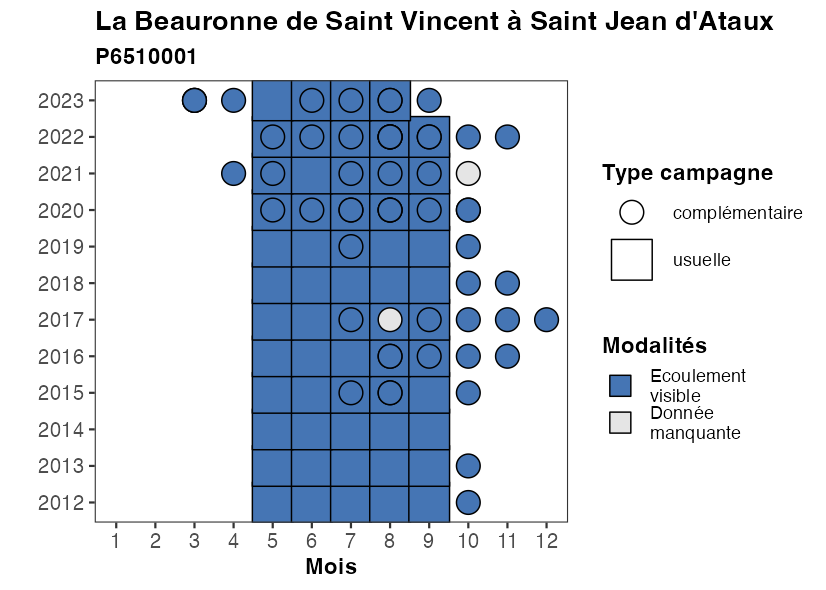 La Beauronne de Saint Vincent à Saint Jean d'Ataux
P6510001
2023
2022
2021
2020
2019
2018
2017
2016
2015
2014
2013
2012
1 2 3 4 5 6 7 8 9 10 11 12
Mois
Type campagne
complémentaire
usuelle
Modalités
Ecoulement
visible
Donnée
manquante